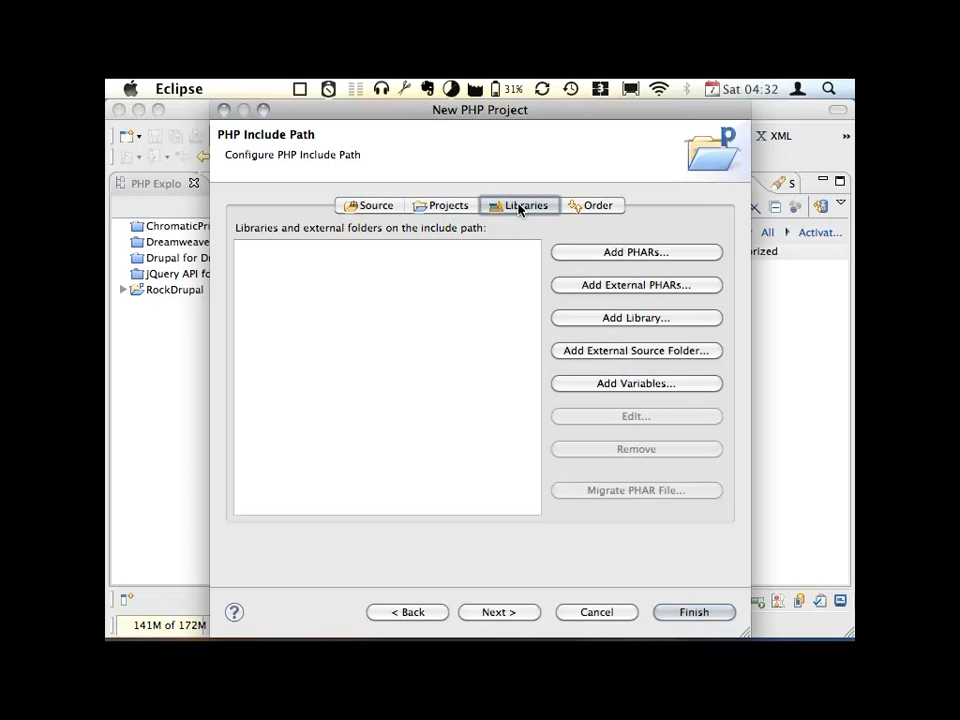 Eclipse
31%
Sat 04:32
New PHP Project
PHP Include Path
Configure PHP Include Path
XML
»
PHP Explo
S
Source
Projects
Libraries
Order
Libraries and external folders on the include path:
ChromaticPri
Dreamweave
Drupal for D
jQuery API fo
RockDrupal
All
Activat...
orized
Add PHARs...
Add External PHARs...
Add Library...
Add External Source Folder...
Add Variables...
Edit...
Remove
Migrate PHAR File...
?
< Back
Next >
Cancel
Finish
141M of 172M